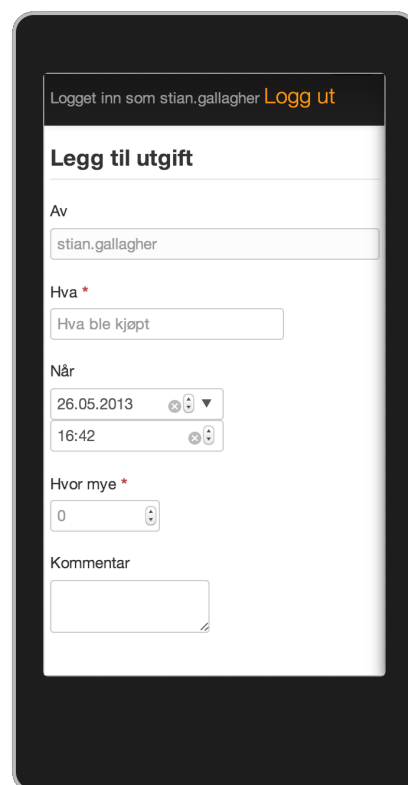 Logget inn som stian.gallagher Logg ut
Legg til utgift
Av
stian.gallagher
Hva *
Hva ble kjøpt
Når
26.05.2013
16:42
Hvor mye *
0
Kommentar